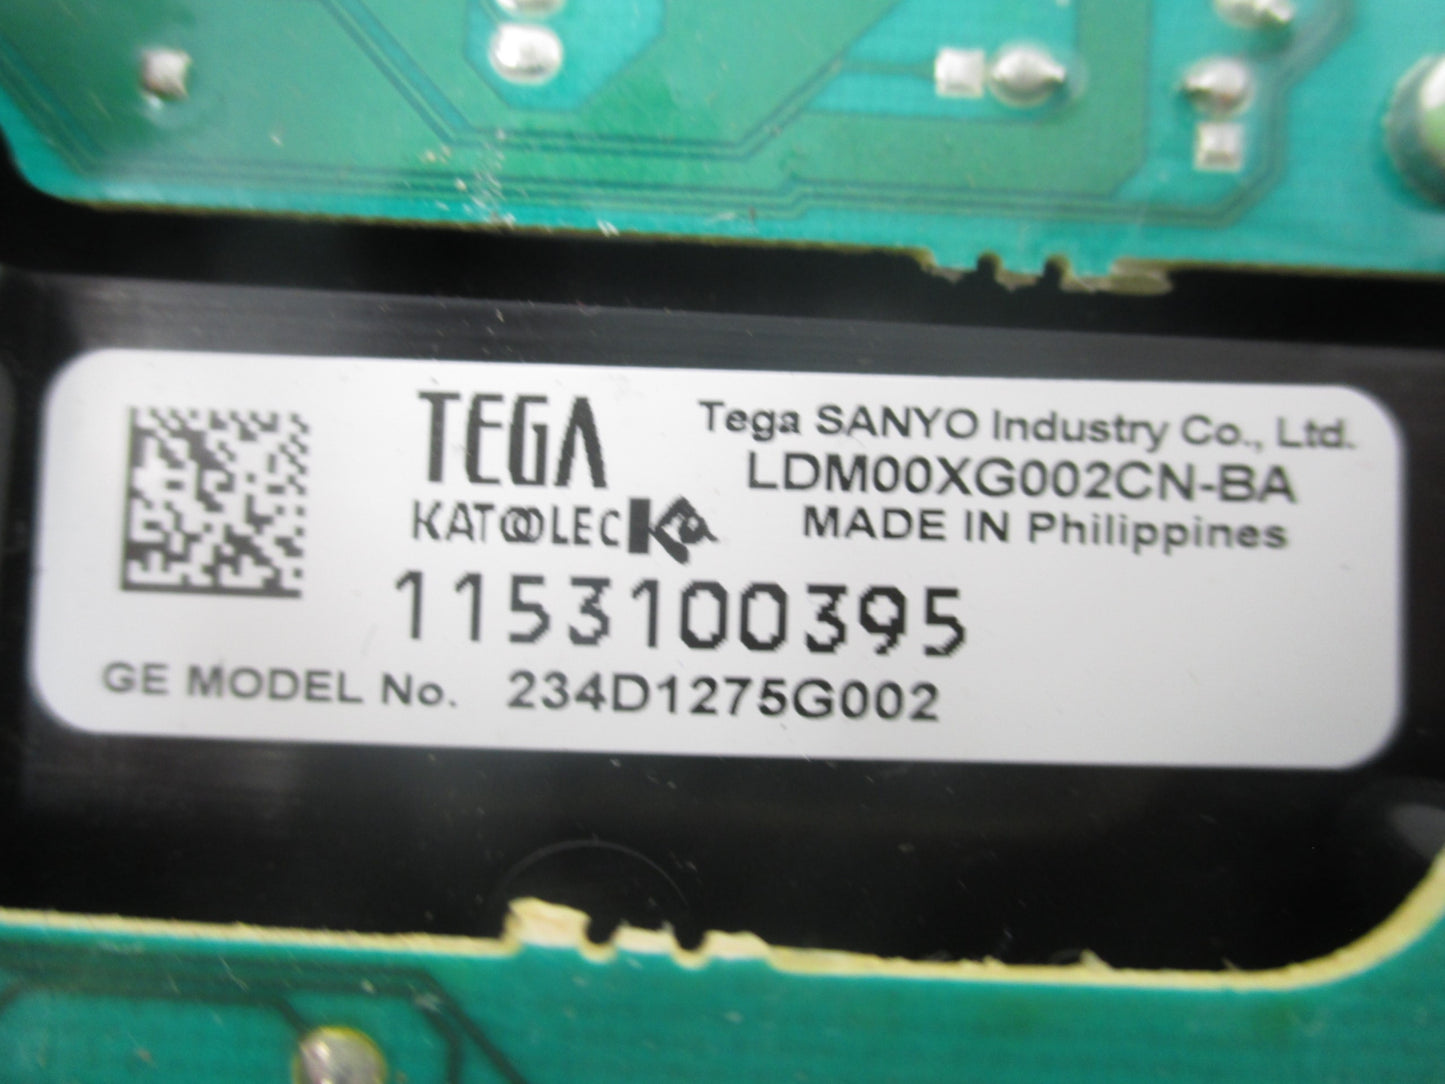 TEGA
KATOOLEC
Tega SANYO Industry Co., Ltd.
LDM00XG002CN-BA
MADE IN Philippines
1153100395
GE MODEL No. 234D1275G002